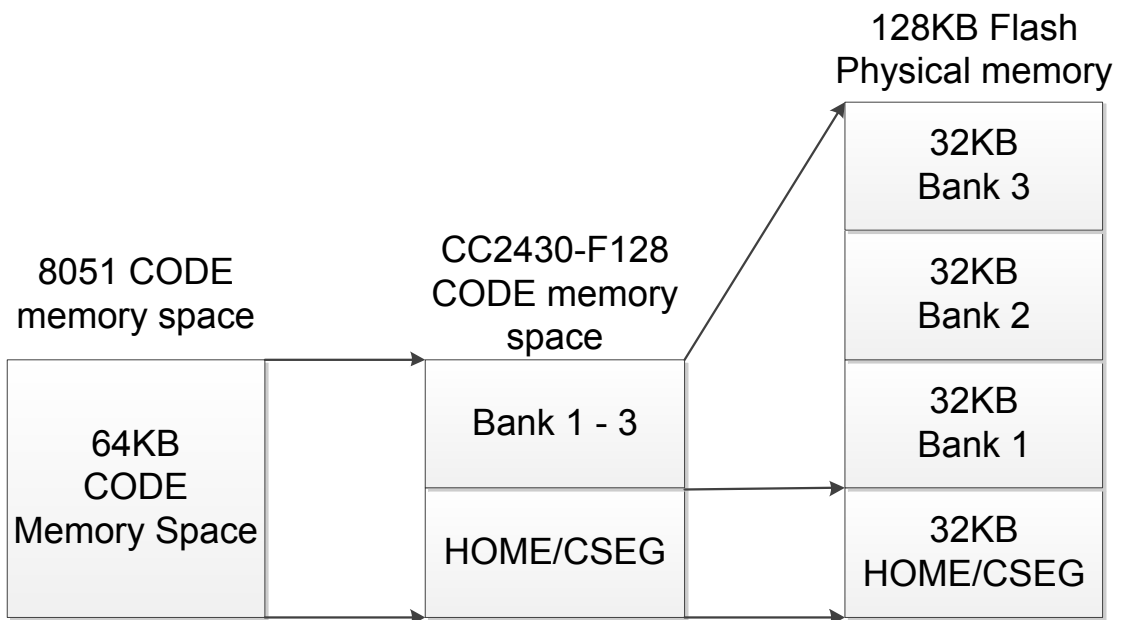 128KB Flash
Physical memory
32KB
Bank 3
8051 CODE
memory space
CC2430-F128
CODE memory
space
32KB
Bank 2
64KB
CODE
Memory Space
Bank 1 - 3
32KB
Bank 1
HOME/CSEG
32KB
HOME/CSEG